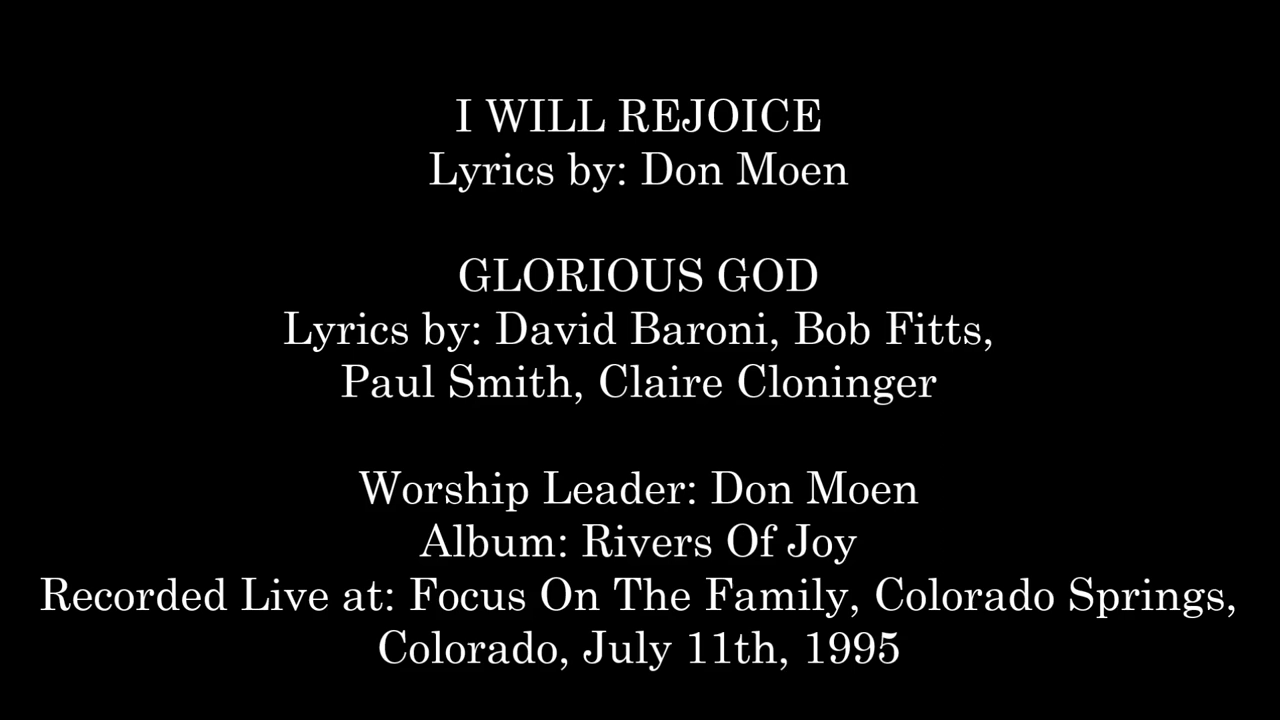 I WILL REJOICE
Lyrics by: Don Moen
GLORIOUS GOD
Lyrics by: David Baroni, Bob Fitts,
Paul Smith, Claire Cloninger
Worship Leader: Don Moen
Album: Rivers Of Joy
Recorded Live at: Focus On The Family, Colorado Springs,
Colorado, July 11th, 1995